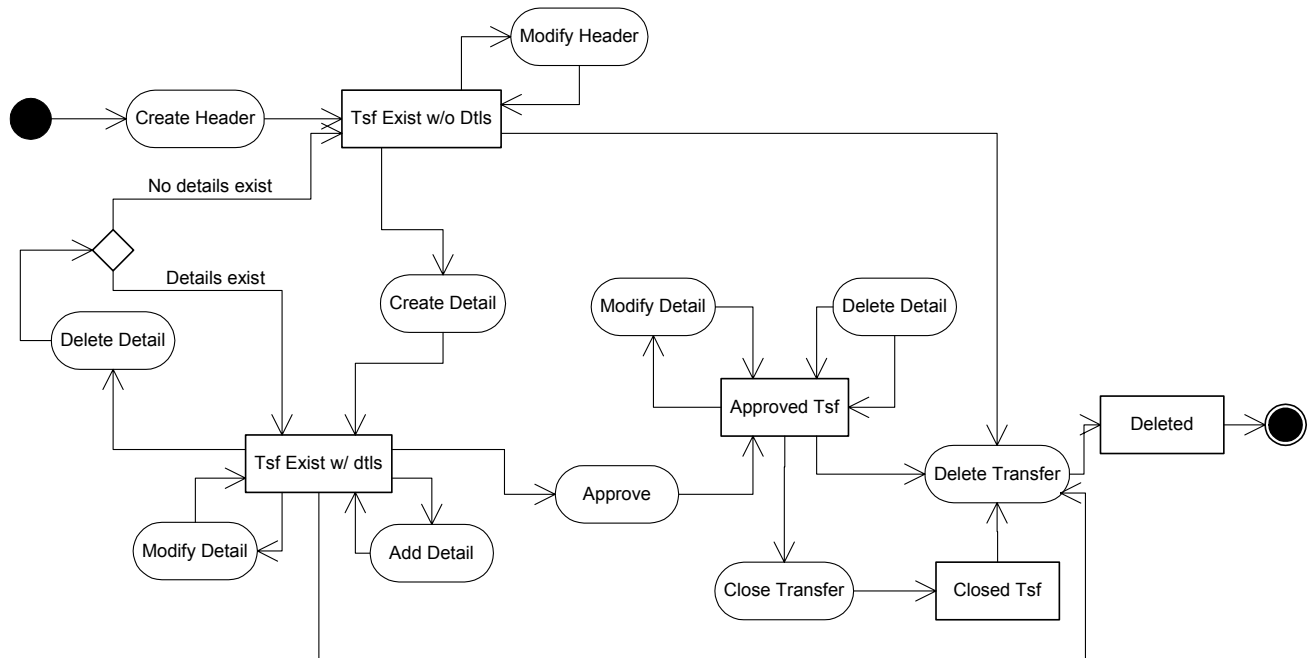 Modify Header
Create Header
Tsf Exist w/o Dtls
No details exist
Details exist
Create Detail
Modify Detail
Delete Detail
Delete Detail
Approved Tsf
Deleted
Tsf Exist w/ dtls
Delete Transfer
Approve
Modify Detail
Add Detail
Close Transfer
Closed Tsf